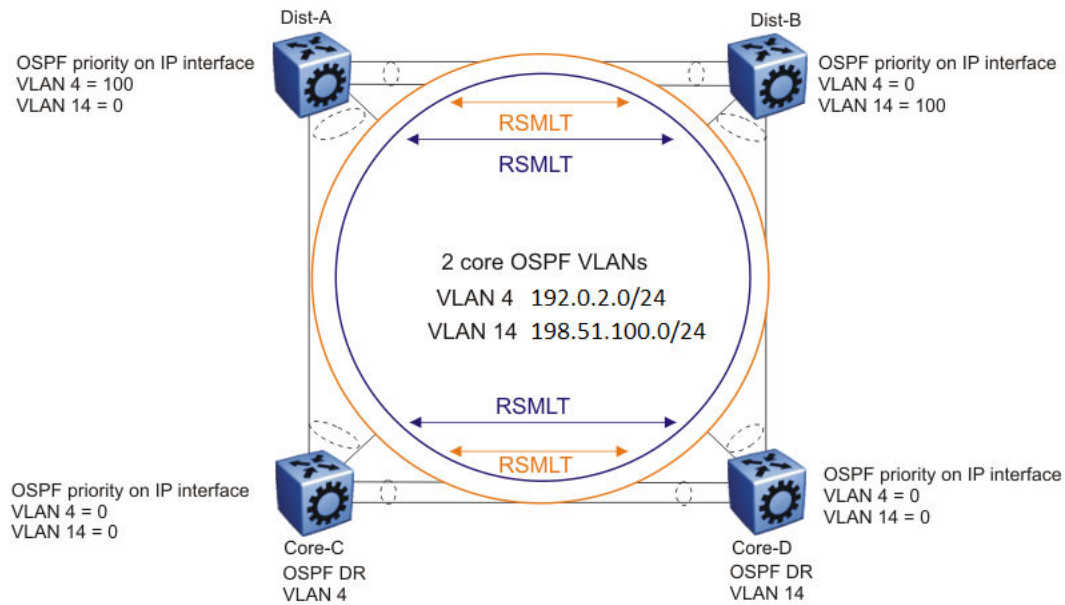 Dist-A
Dist-B
OSPF priority on IP interface
VLAN 4 = 100
VLAN 14 = 0
OSPF priority on IP interface
VLAN 4 = 0
VLAN 14 = 100
RSMLT
RSMLT
2 core OSPF VLANs
VLAN 4 192.0.2.0/24
VLAN 14 198.51.100.0/24
RSMLT
RSMLT
OSPF priority on IP interface
VLAN 4 = 0
VLAN 14 = 0
OSPF priority on IP interface
VLAN 4 = 0
VLAN 14 = 0
Core-C
OSPF DR
VLAN 4
Core-D
OSPF DR
VLAN 14